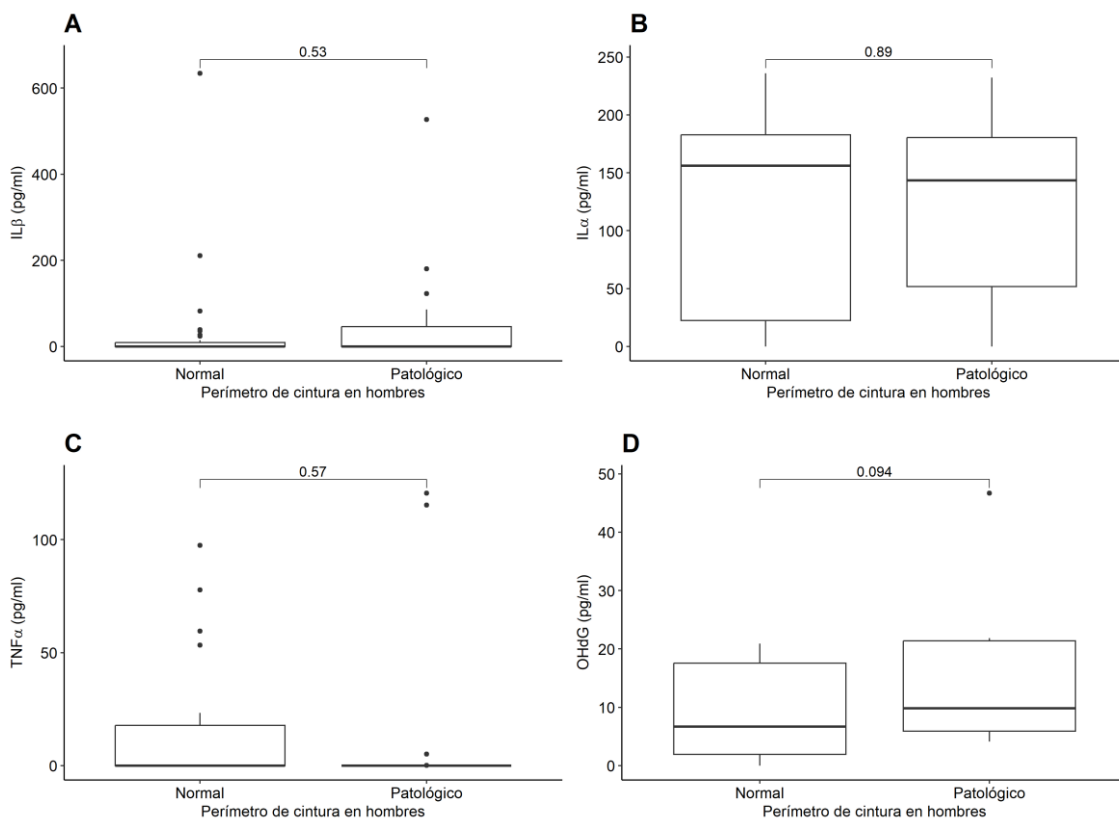 A
0.53
600
400
200
0
ILβ (pg/ml)
Normal
Patológico
Perímetro de cintura en hombres
B
0.89
250
200
150
100
50
0
ILα (pg/ml)
Normal
Patológico
Perímetro de cintura en hombres
C
0.57
100
50
0
TNFα (pg/ml)
Normal
Patológico
Perímetro de cintura en hombres
D
0.094
50
40
30
20
10
0
OHdG (pg/ml)
Normal
Patológico
Perímetro de cintura en hombres